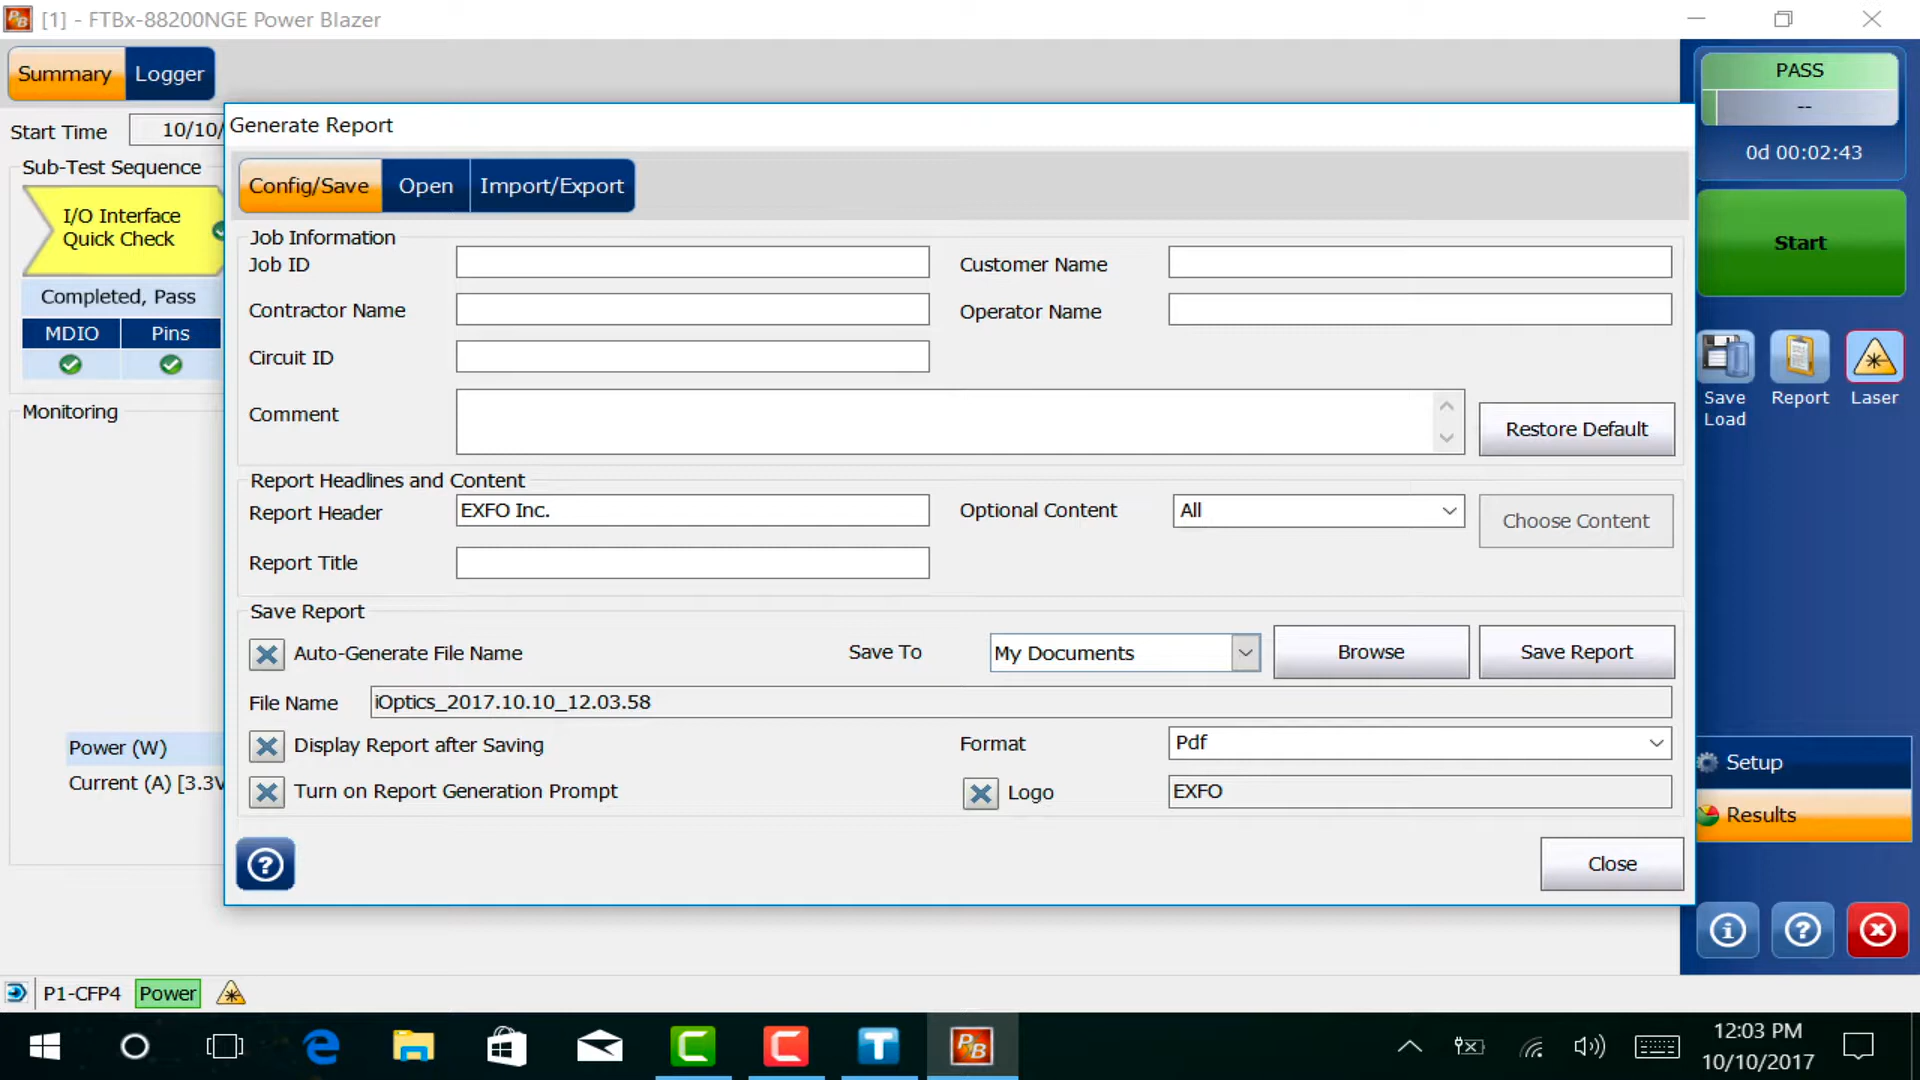 [1] - FTBx-88200NGE Power Blazer
Summary Logger
Start Time 10/10/
Sub-Test Sequence
I/O Interface
Quick Check
Completed, Pass
MDIO Pins
Monitoring
Power (W)
Current (A) [3.3V
Generate Report
Config/Save Open Import/Export
Job Information
Job ID
Customer Name
Contractor Name
Operator Name
Circuit ID
Comment
Restore Default
Report Headlines and Content
Report Header EXFO Inc.
Optional Content All
Choose Content
Report Title
Save Report
Auto-Generate File Name
Save To My Documents
Browse
Save Report
File Name iOptics_2017.10.10_12.03.58
Display Report after Saving
Format Pdf
Turn on Report Generation Prompt
Logo EXFO
Close
PASS
--
0d 00:02:43
Start
Save
Load
Report
Laser
Setup
Results
P1-CFP4 Power
12:03 PM
10/10/2017